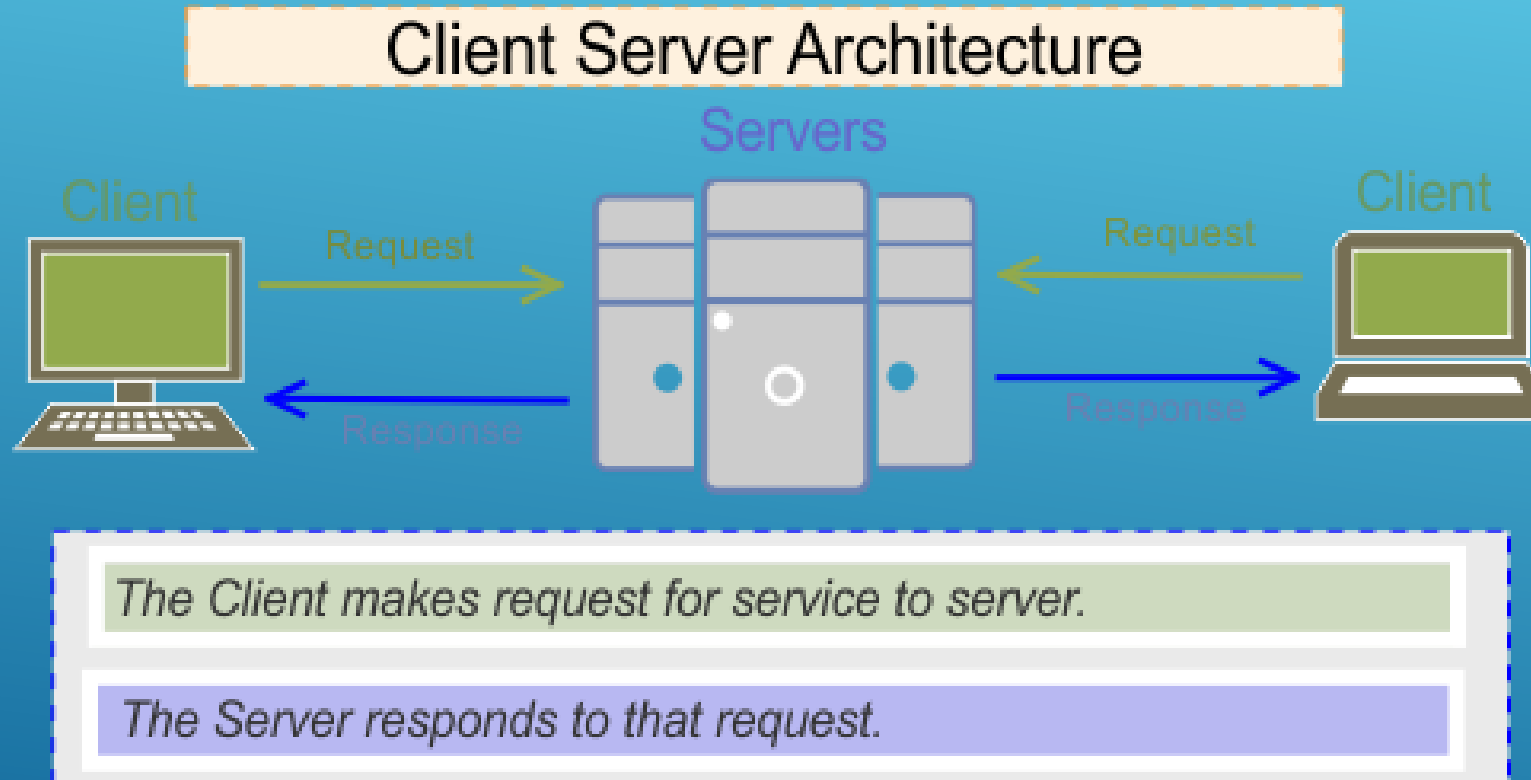 Client Server Architecture
Servers
Client
Client
Request
Request
Response
Response
The Client makes request for service to server.
The Server responds to that request.